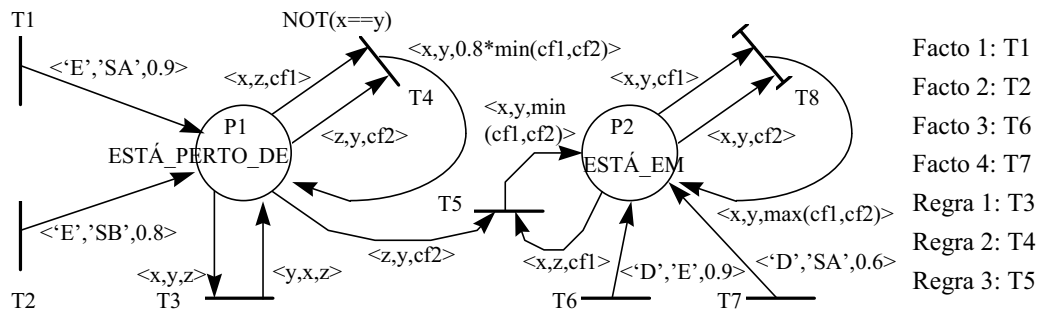 T1
NOT(x==y)
<'E','SA',0.9>
<x,y,0.8*min(cf1,cf2)>
<x,z,cf1>
T4
<z,y,cf2>
P1
ESTÁ_PERTO_DE
<x,y,min
(cf1,cf2)>
<x,y,cf1>
T8
<x,y,cf2>
P2
ESTÁ_EM
T5
<x,y,max(cf1,cf2)>
<'E','SB',0.8>
<z,y,cf2>
<x,z,cf1>
<'D','E',0.9>
<'D','SA',0.6>
<x,y,z>
<y,x,z>
T2
T3
T6
T7
Facto 1: T1
Facto 2: T2
Facto 3: T6
Facto 4: T7
Regra 1: T3
Regra 2: T4
Regra 3: T5